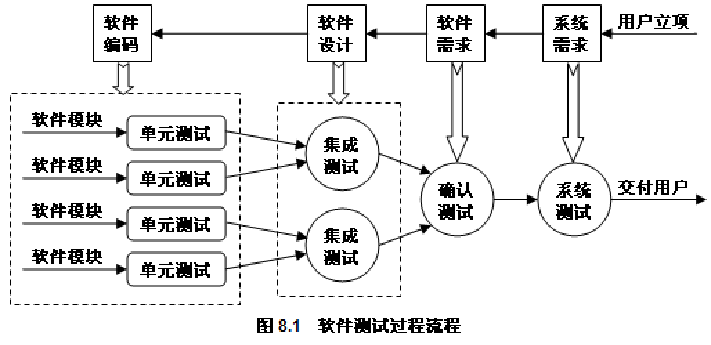 软件
编码
软件
设计
软件
需求
系统
需求
用户立项
软件模块
单元测试
软件模块
单元测试
软件模块
单元测试
软件模块
单元测试
集成
测试
集成
测试
确认
测试
系统
测试
交付用户
图 8.1 软件测试过程流程